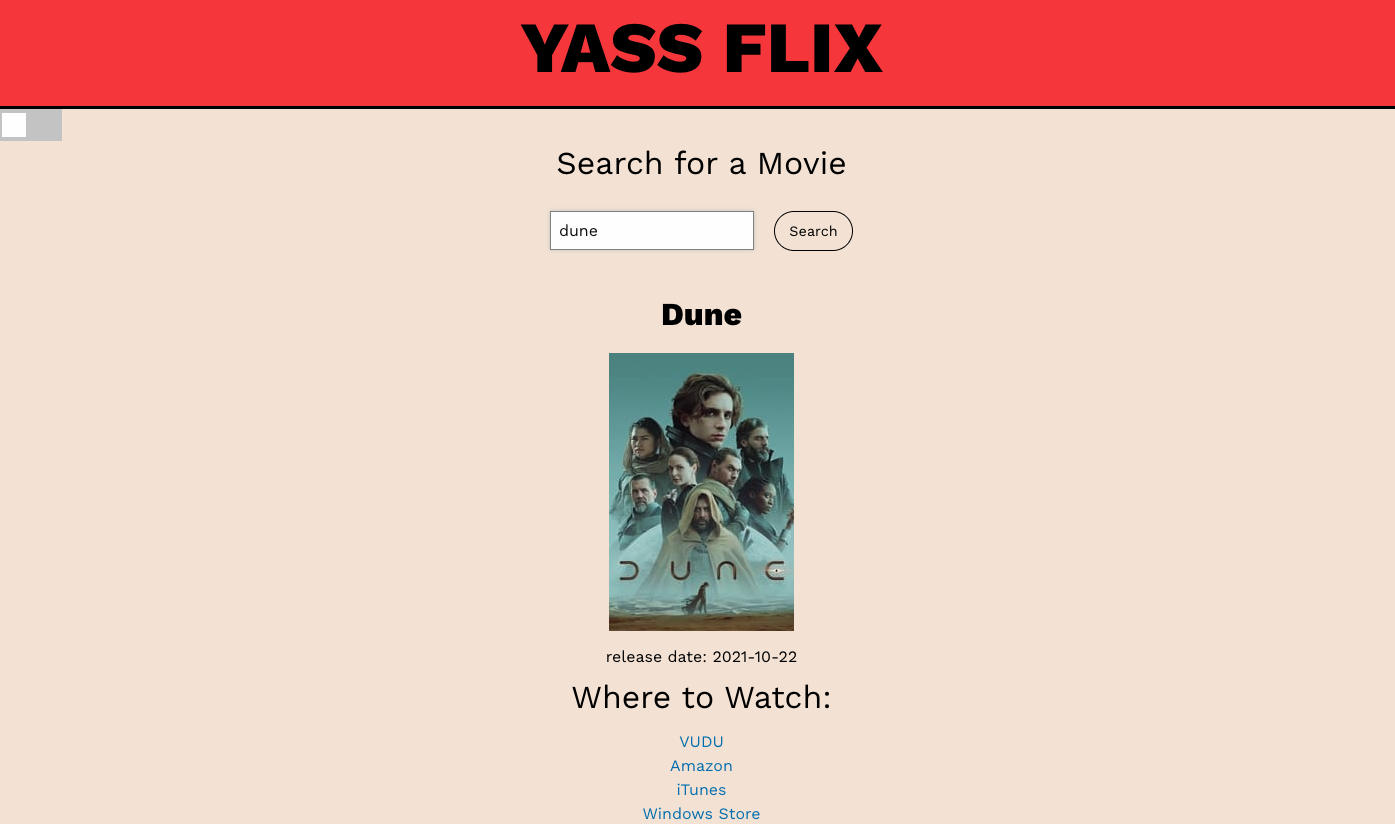 YASS FLIX
Search for a Movie
dune
Search
Dune
DUNE
release date: 2021-10-22
Where to Watch:
VUDU
Amazon
iTunes
Windows Store